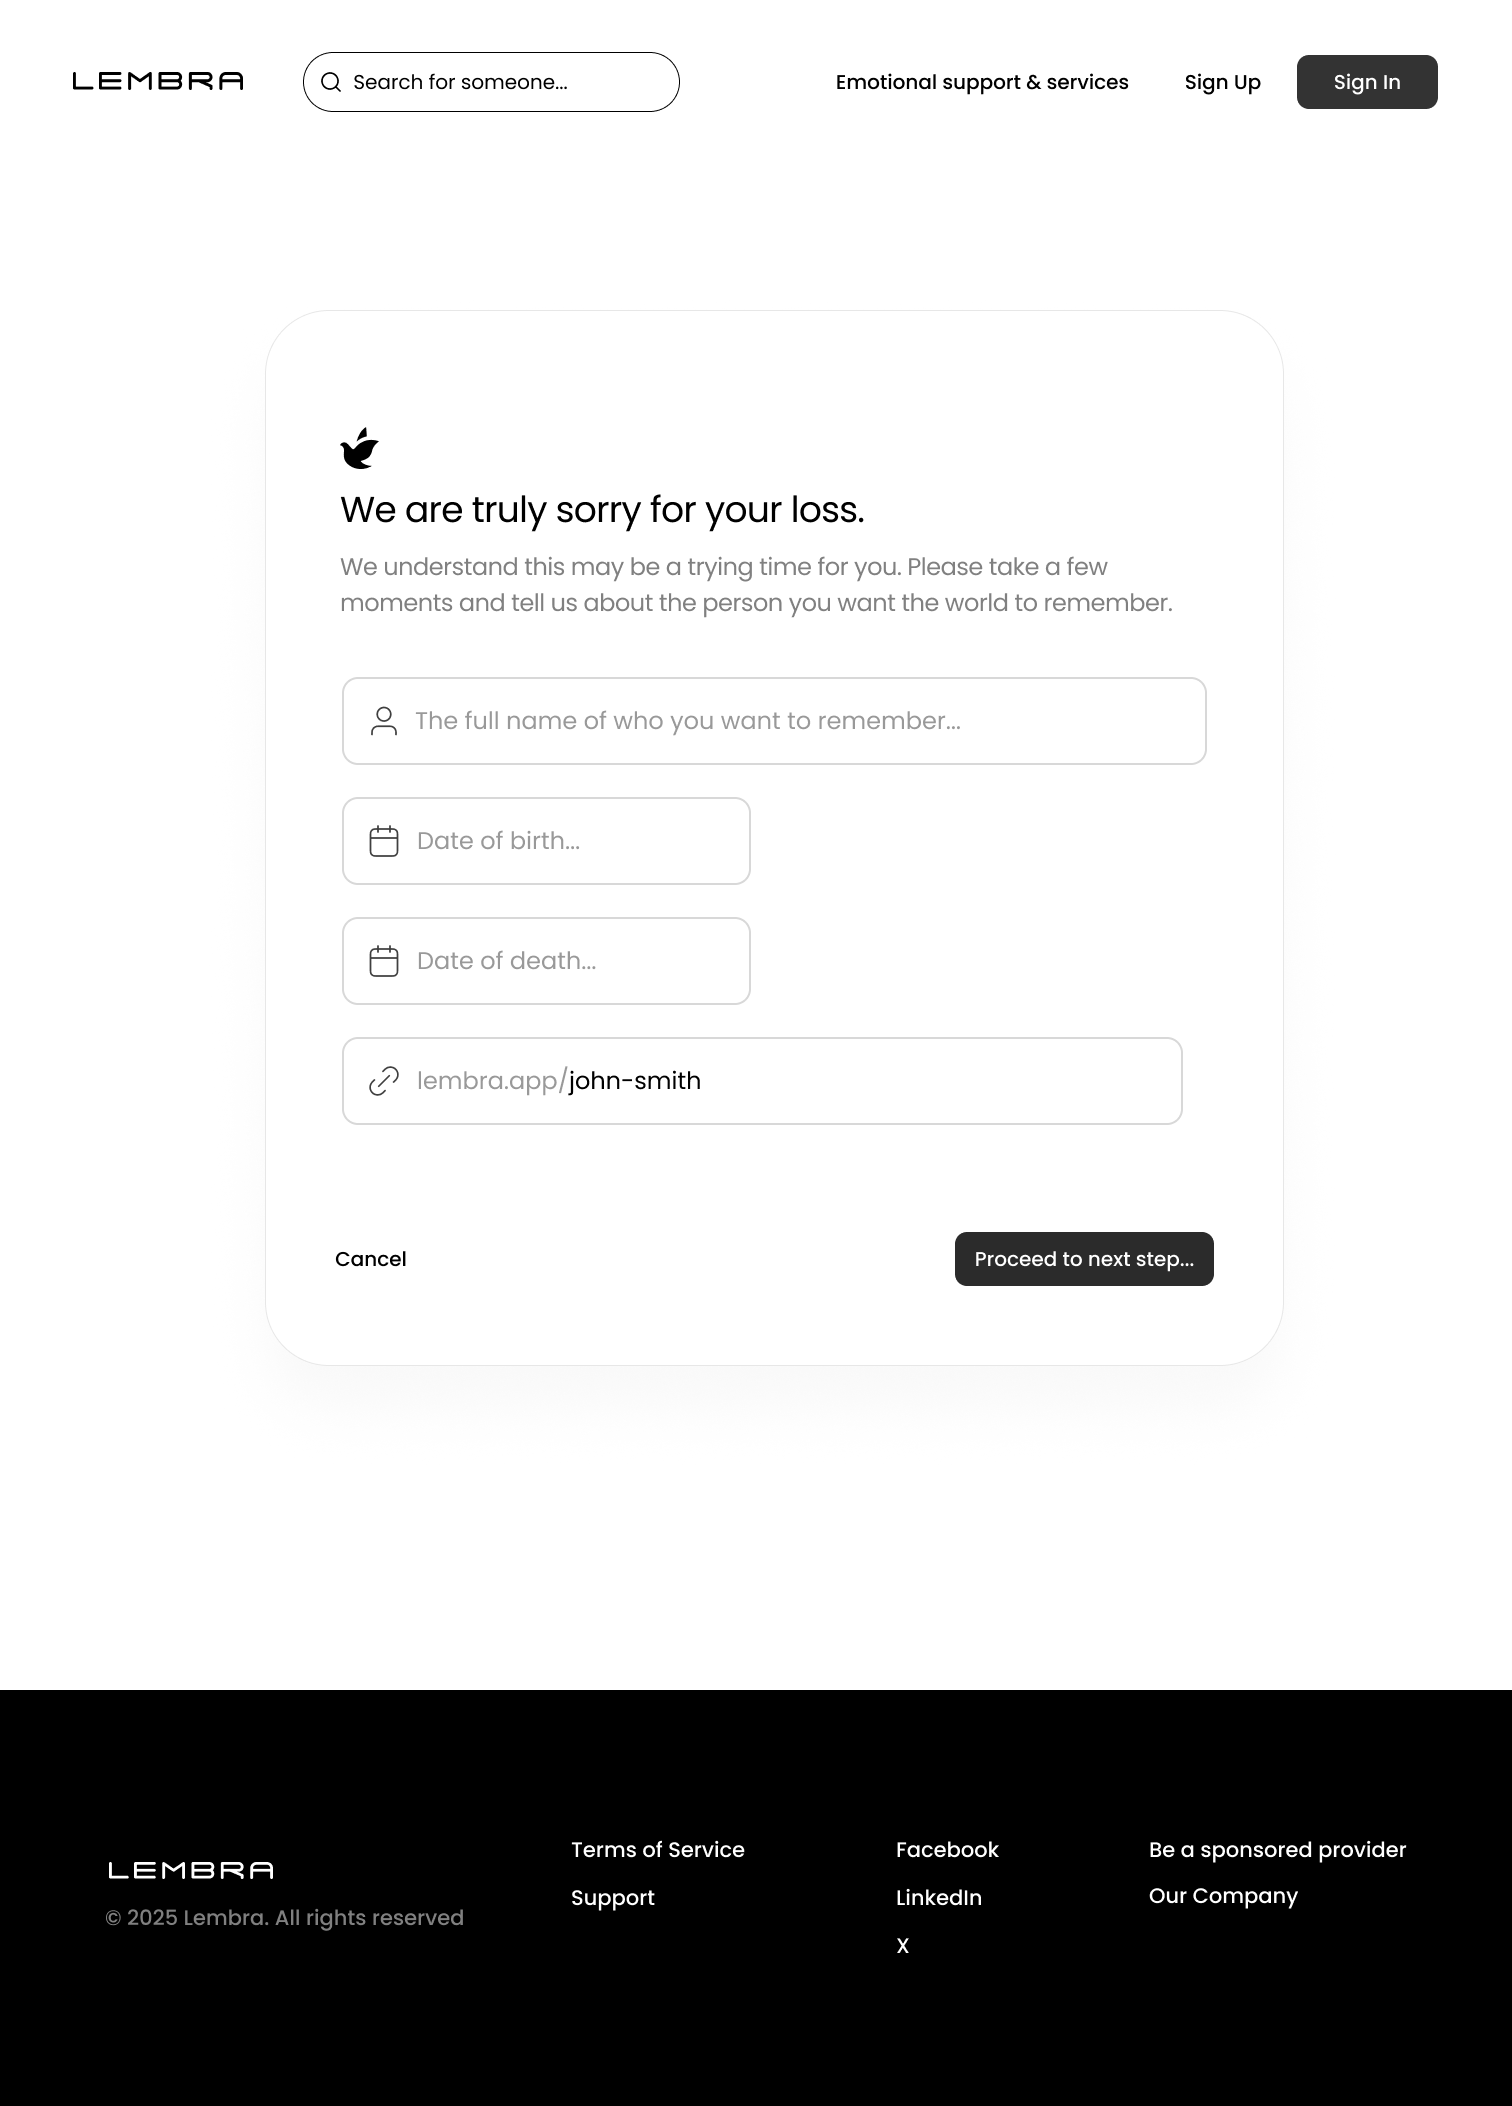 LEMBRA
Search for someone...
Emotional support & services
Sign Up
Sign In
We are truly sorry for your loss.
We understand this may be a trying time for you. Please take a few
moments and tell us about the person you want the world to remember.
The full name of who you want to remember...
Date of birth...
Date of death...
lembra.app/john-smith
Cancel
Proceed to next step...
LEMBRA
© 2025 Lembra. All rights reserved
Terms of Service
Support
Facebook
LinkedIn
X
Be a sponsored provider
Our Company